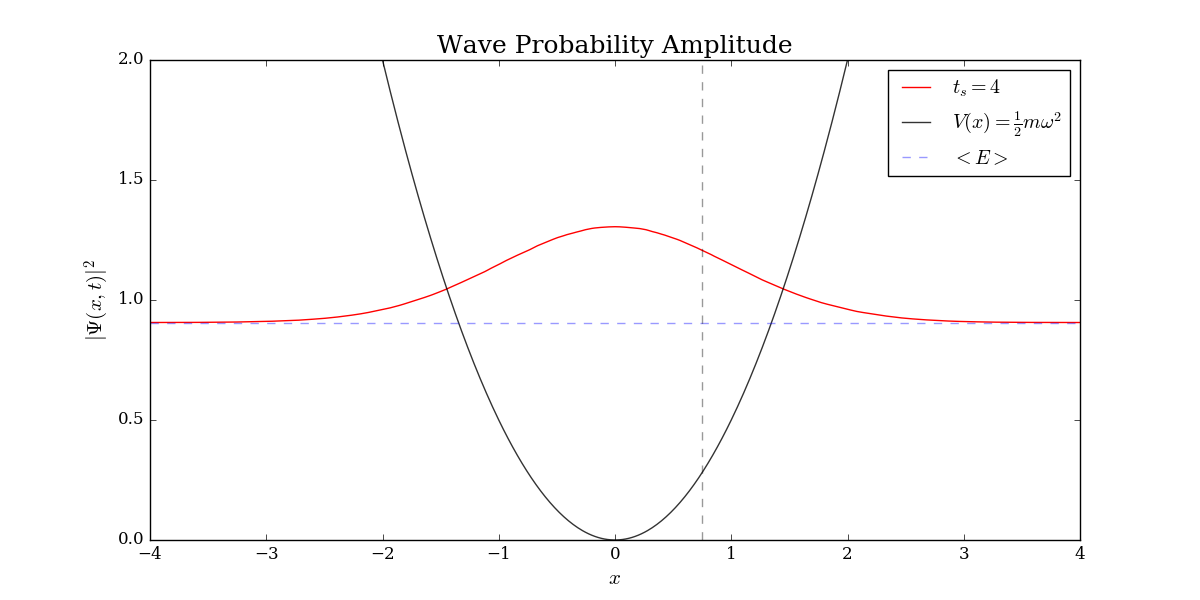 Wave Probability Amplitude
2.0
1.5
1.0
0.5
0.0
|Ψ(x, t)|²
−4 −3 −2 −1 0 1 2 3 4
x
t_s = 4
V(x) = ½mω²
< E >